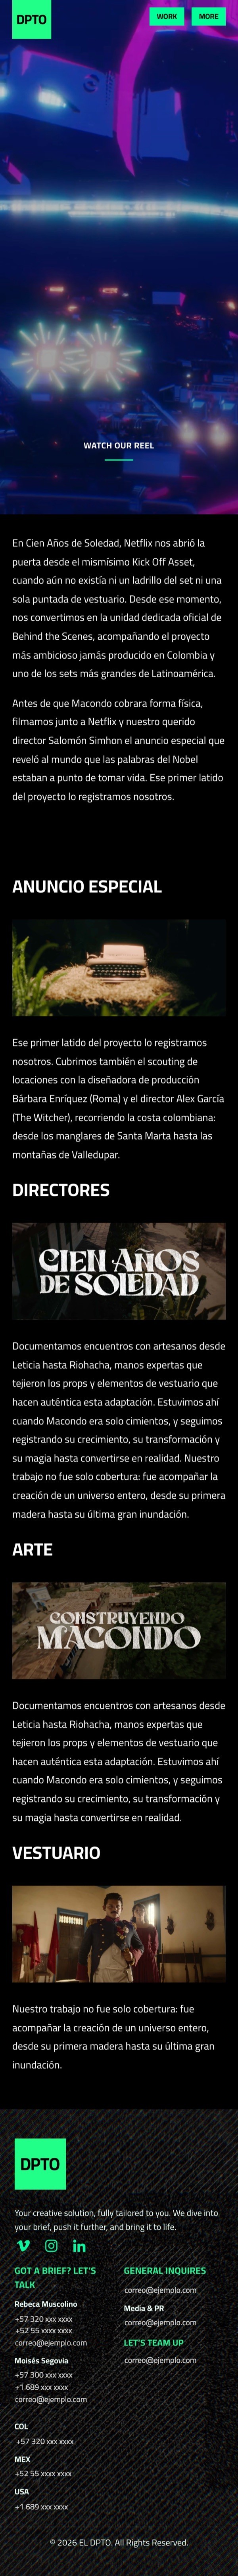 DPTO
WORK
MORE
WATCH OUR REEL
En Cien Años de Soledad, Netflix nos abrió la
puerta desde el mismísimo Kick Off Asset,
cuando aún no existía ni un ladrillo del set ni una
sola puntada de vestuario. Desde ese momento,
nos convertimos en la unidad dedicada oficial de
Behind the Scenes, acompañando el proyecto
más ambicioso jamás producido en Colombia y
uno de los sets más grandes de Latinoamérica.
Antes de que Macondo cobrara forma física,
filmamos junto a Netflix y nuestro querido
director Salomón Simhon el anuncio especial que
reveló al mundo que las palabras del Nobel
estaban a punto de tomar vida. Ese primer latido
del proyecto lo registramos nosotros.
ANUNCIO ESPECIAL
Ese primer latido del proyecto lo registramos
nosotros. Cubrimos también el scouting de
locaciones con la diseñadora de producción
Bárbara Enríquez (Roma) y el director Alex García
(The Witcher), recorriendo la costa colombiana:
desde los manglares de Santa Marta hasta las
montañas de Valledupar.
DIRECTORES
CIEN AÑOS
DE SOLEDAD
Documentamos encuentros con artesanos desde
Leticia hasta Riohacha, manos expertas que
tejieron los props y elementos de vestuario que
hacen auténtica esta adaptación. Estuvimos ahí
cuando Macondo era solo cimientos, y seguimos
registrando su crecimiento, su transformación y
su magia hasta convertirse en realidad. Nuestro
trabajo no fue solo cobertura: fue acompañar la
creación de un universo entero, desde su primera
madera hasta su última gran inundación.
ARTE
CONSTRUYENDO
MACONDO
Documentamos encuentros con artesanos desde
Leticia hasta Riohacha, manos expertas que
tejieron los props y elementos de vestuario que
hacen auténtica esta adaptación. Estuvimos ahí
cuando Macondo era solo cimientos, y seguimos
registrando su crecimiento, su transformación y
su magia hasta convertirse en realidad.
VESTUARIO
Nuestro trabajo no fue solo cobertura: fue
acompañar la creación de un universo entero,
desde su primera madera hasta su última gran
inundación.
DPTO
Your creative solution, fully tailored to you. We dive into
your brief, push it further, and bring it to life.
GOT A BRIEF? LET'S
TALK
Rebeca Muscolino
+57 320 xxx xxxx
+52 55 xxxx xxxx
correo@ejemplo.com
Moisés Segovia
+57 300 xxx xxxx
+1 689 xxx xxxx
correo@ejemplo.com
COL
+57 320 xxx xxxx
MEX
+52 55 xxxx xxxx
USA
+1 689 xxx xxxx
GENERAL INQUIRES
correo@ejemplo.com
Media & PR
correo@ejemplo.com
LET'S TEAM UP
correo@ejemplo.com
© 2026 EL DPTO. All Rights Reserved.